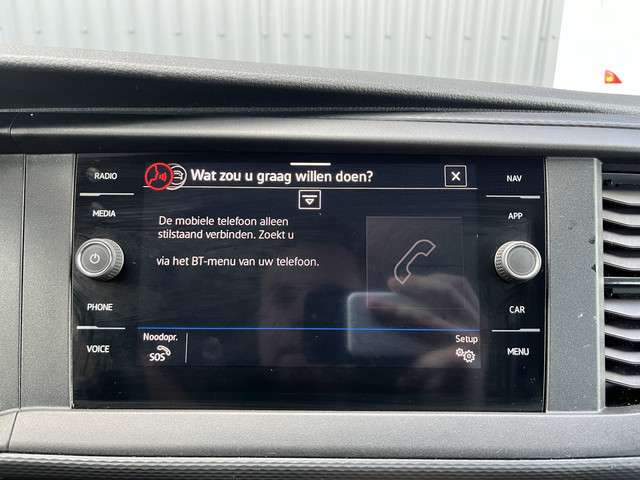 RADIO
MEDIA
PHONE
VOICE
Wat zou u graag willen doen?
De mobiele telefoon alleen
stilstand verbinden. Zoekt u
via het BT-menu van uw telefoon.
Noodopr.
SOS
Setup
NAV
APP
CAR
MENU